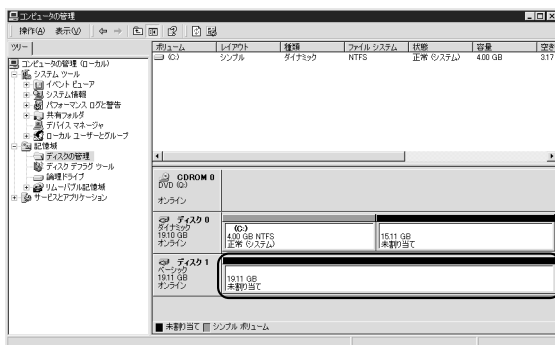 コンピュータの管理
操作(A) 表示(V)
ツリー
コンピュータの管理 (ローカル)
システム ツール
イベント ビューア
システム情報
パフォーマンス ログと警告
共有フォルダ
デバイス マネージャ
ローカル ユーザーとグループ
記憶域
ディスクの管理
ディスク デフラグ ツール
論理ドライブ
リムーバブル記憶域
サービスとアプリケーション
ボリューム レイアウト 種類 ファイル システム 状態 容量 空き
(C:) シンプル ダイナミック NTFS 正常 (システム) 4.00 GB 3.17
CDROM 0
DVD (Q:)
オンライン
ディスク 0
ダイナミック
19.10 GB
オンライン
(C:)
4.00 GB NTFS
正常 (システム)
15.11 GB
未割り当て
ディスク 1
ベーシック
19.11 GB
オンライン
19.11 GB
未割り当て
未割り当て シンプル ボリューム